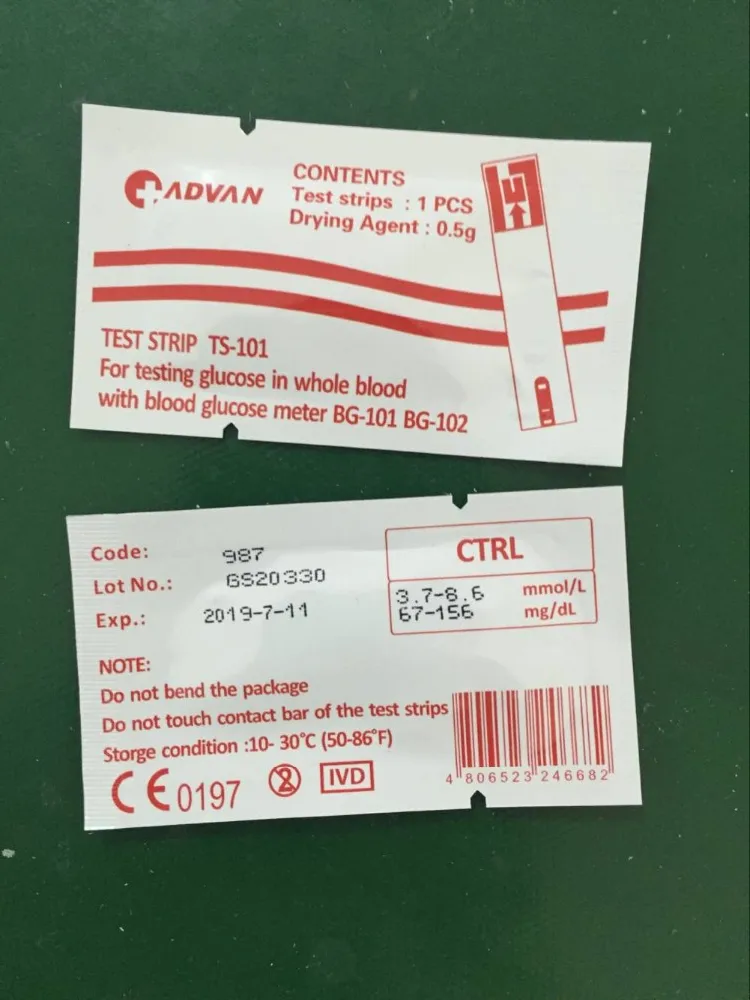 ADVAN
CONTENTS
Test strips : 1 PCS
Drying Agent : 0.5g
TEST STRIP TS-101
For testing glucose in whole blood
with blood glucose meter BG-101 BG-102
Code: 987
Lot No.: GS20330
Exp.: 2019-7-11
CTRL
3.7-8.6 mmol/L
67-156 mg/dL
NOTE:
Do not bend the package
Do not touch contact bar of the test strips
Storge condition :10- 30°C (50-86°F)
CE 0197
2
IVD
4 806523 246682